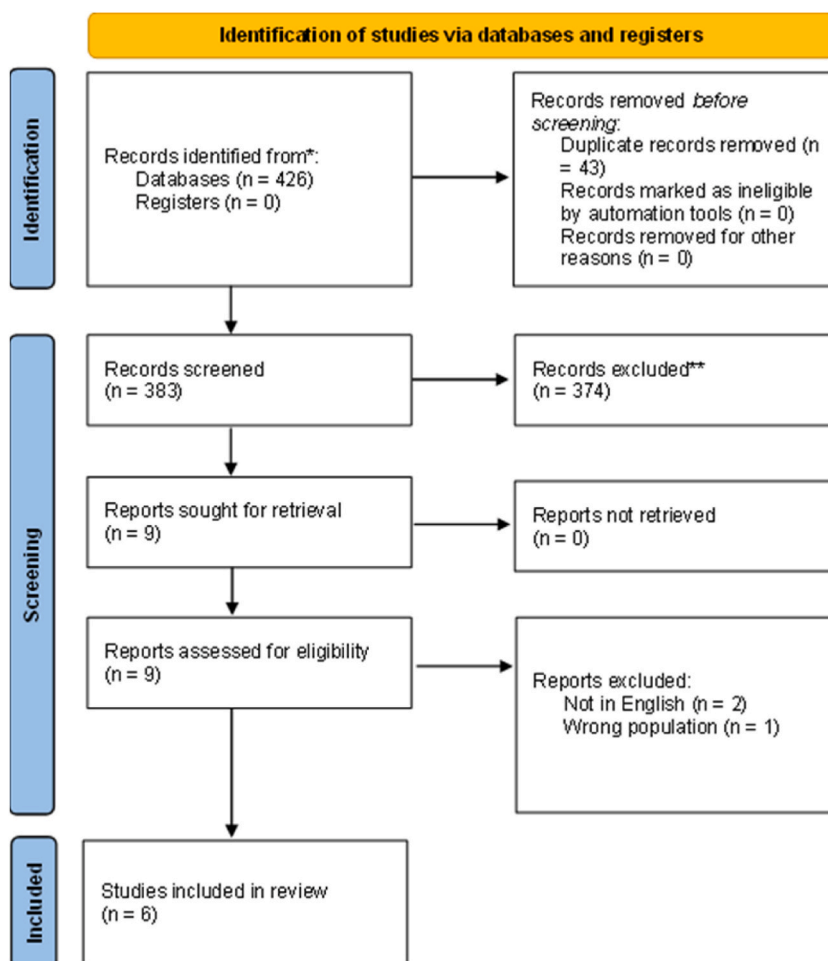 Identification of studies via databases and registers
Identification
Records identified from*:
Databases (n = 426)
Registers (n = 0)
Records removed before
screening:
Duplicate records removed (n
= 43)
Records marked as ineligible
by automation tools (n = 0)
Records removed for other
reasons (n = 0)
Screening
Records screened
(n = 383)
Records excluded**
(n = 374)
Reports sought for retrieval
(n = 9)
Reports not retrieved
(n = 0)
Reports assessed for eligibility
(n = 9)
Reports excluded:
Not in English (n = 2)
Wrong population (n = 1)
Included
Studies included in review
(n = 6)